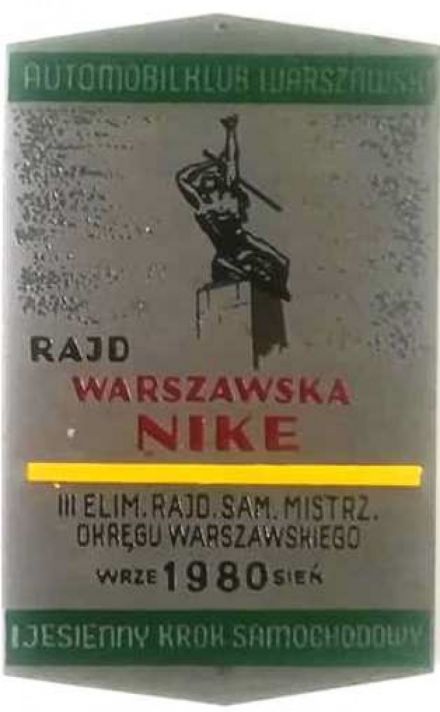 AUTOMOBILKLUB WARSZAWSKI
RAJD
WARSZAWSKA
NIKE
III ELIM. RAJD. SAM. MISTRZ.
OKRĘGU WARSZAWSKIEGO
WRZE 1980 SIEŃ
I JESIENNY KROK SAMOCHODOWY